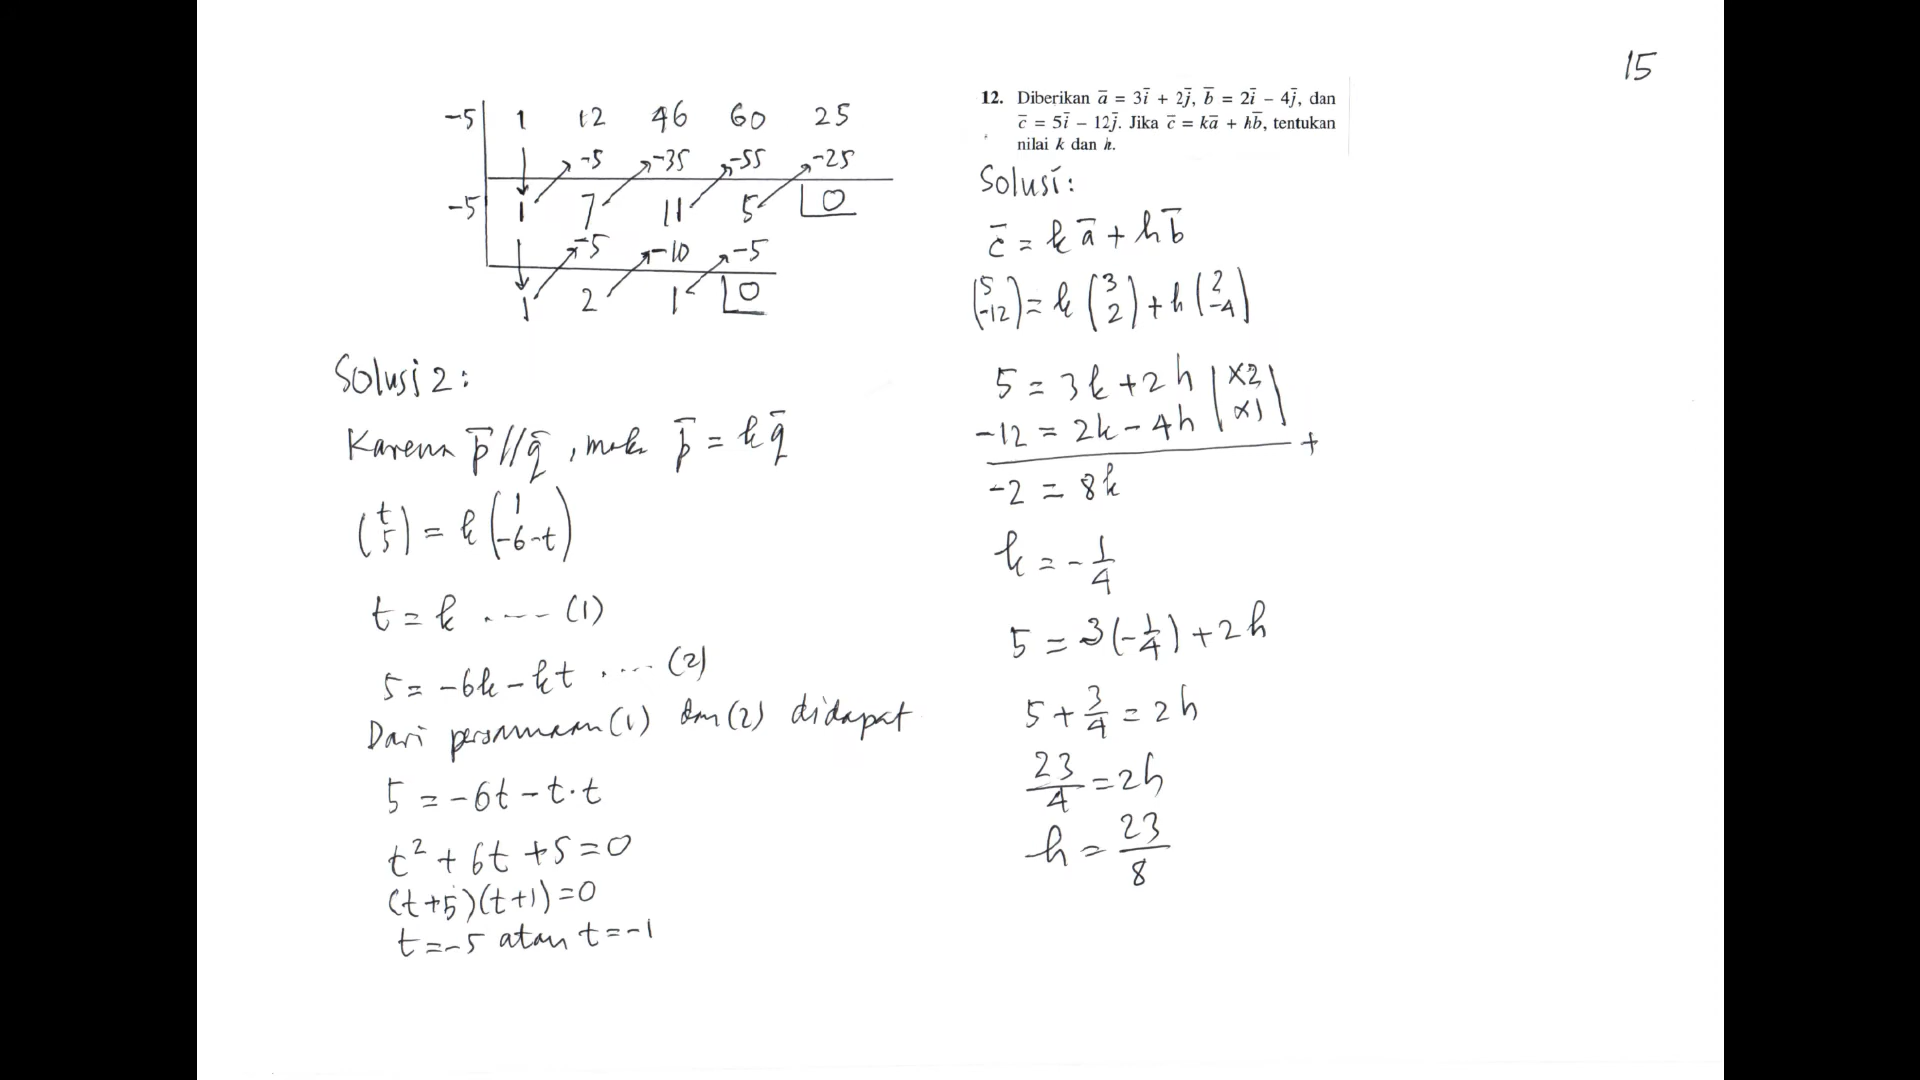 15
-5 | 1 12 46 60 25
-5 -35 -55 -25
-5 | 1 7 11 5 0
-5 -10 -5
1 2 1 0
Solusi 2:
Karena p̄//q̄, maka p̄ = kq̄
(t 5) = k(1 -6-t)
t = k ..... (1)
5 = -6k - kt ..... (2)
Dari persamaan (1) dan (2) didapat
5 = -6t - t·t
t² + 6t + 5 = 0
(t+5)(t+1) = 0
t = -5 atau t = -1
12. Diberikan ā = 3ī + 2j̄, b̄ = 2ī − 4j̄, dan
c̄ = 5ī − 12j̄. Jika c̄ = kā + hb̄, tentukan
nilai k dan h.
Solusi:
c̄ = kā + hb̄
(5 -12) = k(3 2) + h(2 -4)
5 = 3k + 2h | ×2 |
-12 = 2k - 4h | ×1 |
+
-2 = 8k
k = -1/4
5 = 3(-1/4) + 2h
5 + 3/4 = 2h
23/4 = 2h
h = 23/8